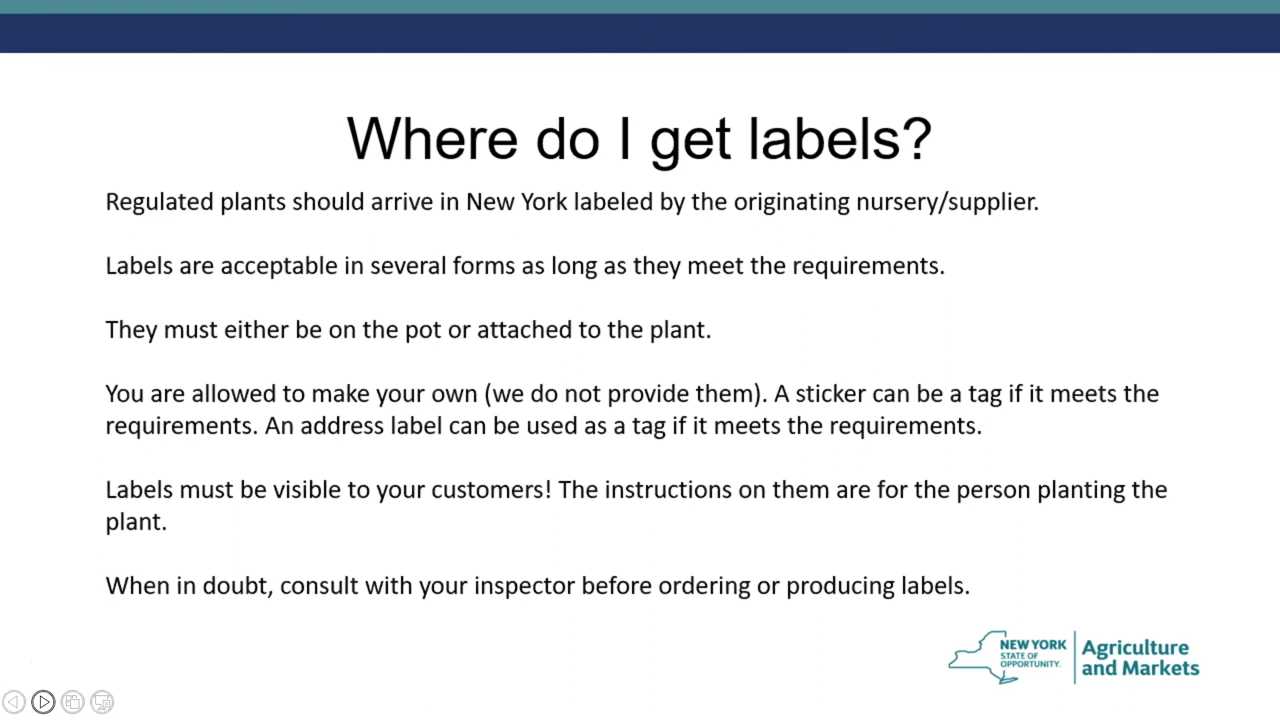 Where do I get labels?
Regulated plants should arrive in New York labeled by the originating nursery/supplier.
Labels are acceptable in several forms as long as they meet the requirements.
They must either be on the pot or attached to the plant.
You are allowed to make your own (we do not provide them). A sticker can be a tag if it meets the
requirements. An address label can be used as a tag if it meets the requirements.
Labels must be visible to your customers! The instructions on them are for the person planting the
plant.
When in doubt, consult with your inspector before ordering or producing labels.
NEW YORK
STATE OF
OPPORTUNITY.
Agriculture
and Markets